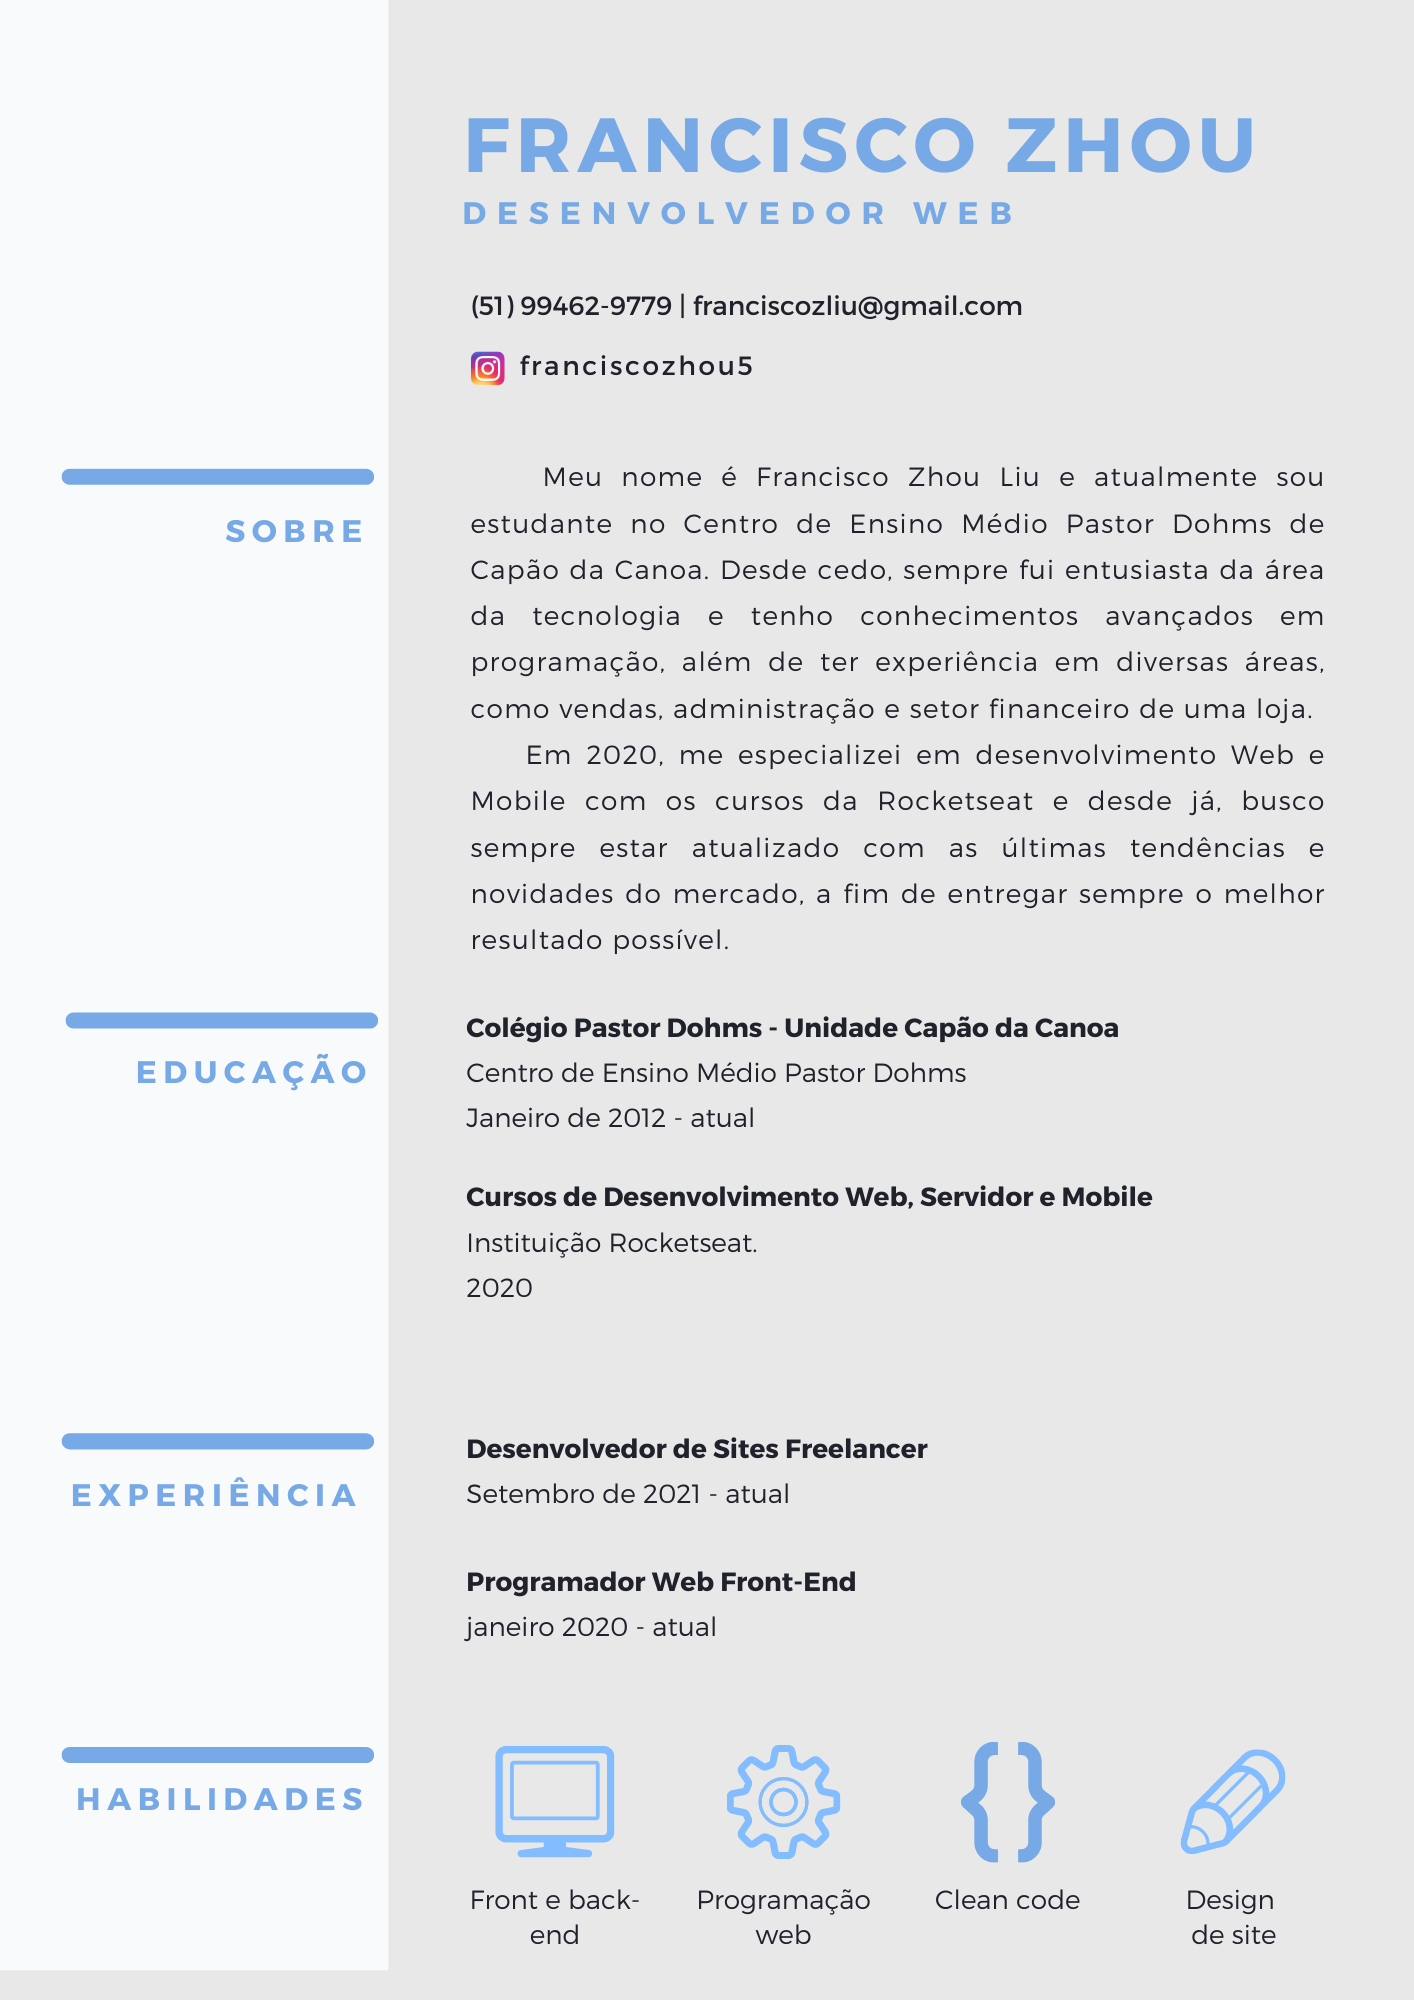 FRANCISCO ZHOU
DESENVOLVEDOR WEB
(51) 99462-9779 | franciscozliu@gmail.com
franciscozhou5
SOBRE
Meu nome é Francisco Zhou Liu e atualmente sou
estudante no Centro de Ensino Médio Pastor Dohms de
Capão da Canoa. Desde cedo, sempre fui entusiasta da área
da tecnologia e tenho conhecimentos avançados em
programação, além de ter experiência em diversas áreas,
como vendas, administração e setor financeiro de uma loja.
Em 2020, me especializei em desenvolvimento Web e
Mobile com os cursos da Rocketseat e desde já, busco
sempre estar atualizado com as últimas tendências e
novidades do mercado, a fim de entregar sempre o melhor
resultado possível.
EDUCAÇÃO
Colégio Pastor Dohms - Unidade Capão da Canoa
Centro de Ensino Médio Pastor Dohms
Janeiro de 2012 - atual
Cursos de Desenvolvimento Web, Servidor e Mobile
Instituição Rocketseat.
2020
EXPERIÊNCIA
Desenvolvedor de Sites Freelancer
Setembro de 2021 - atual
Programador Web Front-End
janeiro 2020 - atual
HABILIDADES
Front e back-
end
Programação
web
Clean code
Design
de site